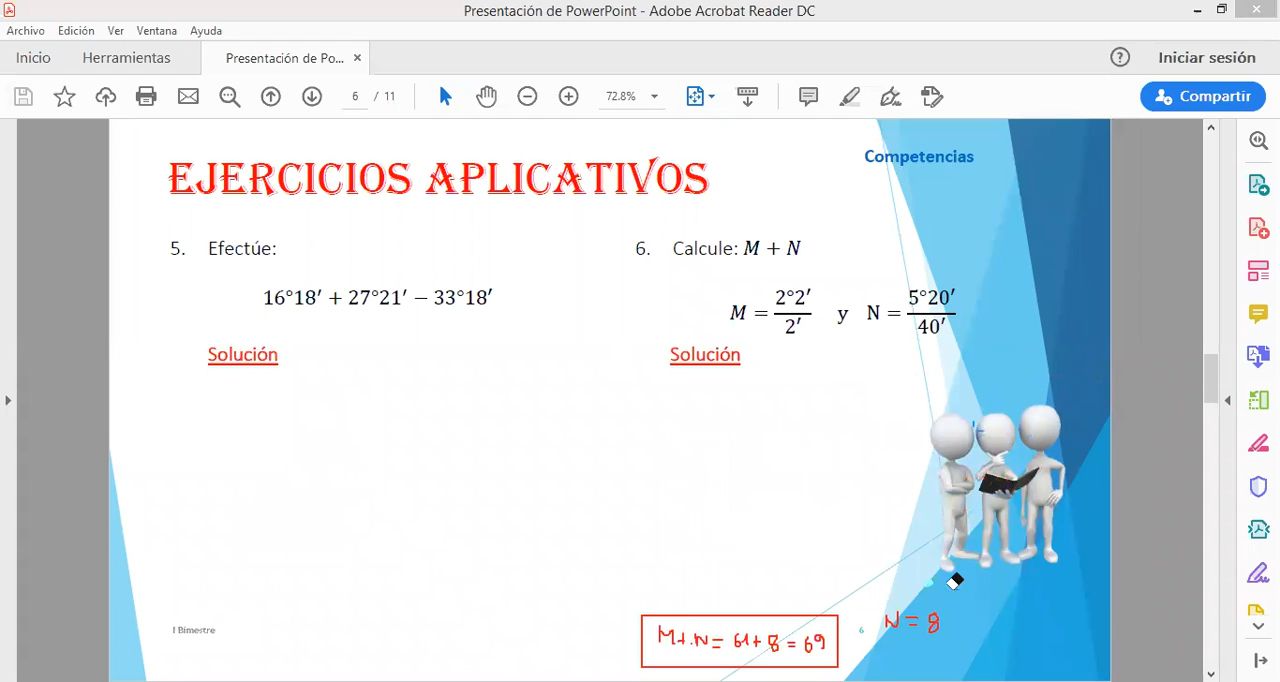 Presentación de PowerPoint - Adobe Acrobat Reader DC
Archivo Edición Ver Ventana Ayuda
Inicio Herramientas Presentación de Po... × Iniciar sesión
6 / 11 72.8% Compartir
EJERCICIOS APLICATIVOS
Competencias
5. Efectúe:
16°18′ + 27°21′ − 33°18′
Solución
6. Calcule: M + N
M = 2°2′/2′ y N = 5°20′/40′
Solución
N = 8
M+N = 61+8 = 69
I Bimestre
6